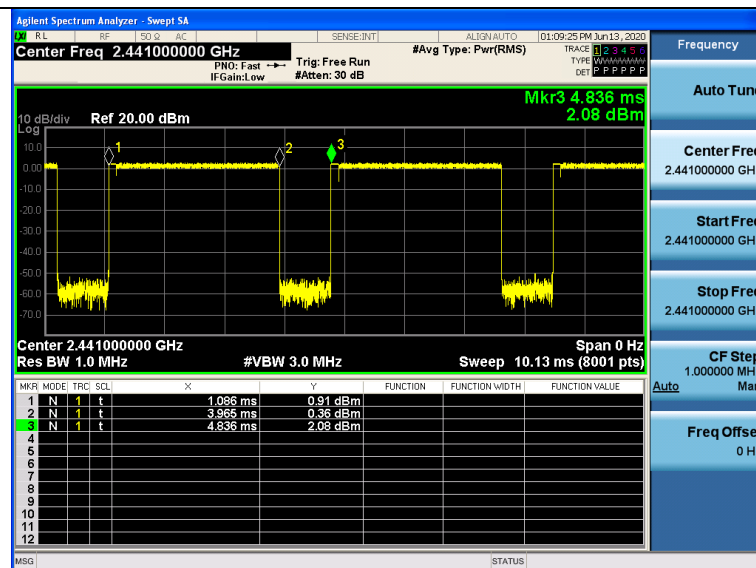 Agilent Spectrum Analyzer - Swept SA
LXI RL RF 50 Ω AC SENSE:INT ALIGNAUTO 01:09:25 PM Jun 13, 2020
Center Freq 2.441000000 GHz #Avg Type: Pwr(RMS) TRACE 1 2 3 4 5 6
PNO: Fast Trig: Free Run TYPE
IFGain:Low #Atten: 30 dB DET P P P P P P
Mkr3 4.836 ms
10 dB/div Ref 20.00 dBm 2.08 dBm
Log
10.0
0.00
-10.0
-20.0
-30.0
-40.0
-50.0
-60.0
-70.0
1
2
3
Center 2.441000000 GHz Span 0 Hz
Res BW 1.0 MHz #VBW 3.0 MHz Sweep 10.13 ms (8001 pts)
MKR MODE TRC SCL X Y FUNCTION FUNCTION WIDTH FUNCTION VALUE
1 N 1 t 1.086 ms 0.91 dBm
2 N 1 t 3.965 ms 0.36 dBm
3 N 1 t 4.836 ms 2.08 dBm
4
5
6
7
8
9
10
11
12
MSG STATUS
Frequency
Auto Tune
Center Freq
2.441000000 GH
Start Freq
2.441000000 GH
Stop Freq
2.441000000 GH
CF Step
1.000000 MH
Auto Man
Freq Offse
0 H